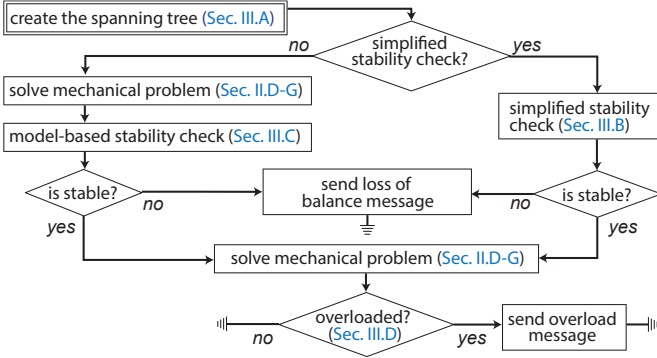 create the spanning tree (Sec. III.A)
no
simplified
stability check?
yes
solve mechanical problem (Sec. II.D-G)
simplified stability
check (Sec. III.B)
model-based stability check (Sec. III.C)
is stable?
no
yes
send loss of
balance message
is stable?
no
yes
solve mechanical problem (Sec. II.D-G)
overloaded?
(Sec. III.D)
no
yes
send overload
message